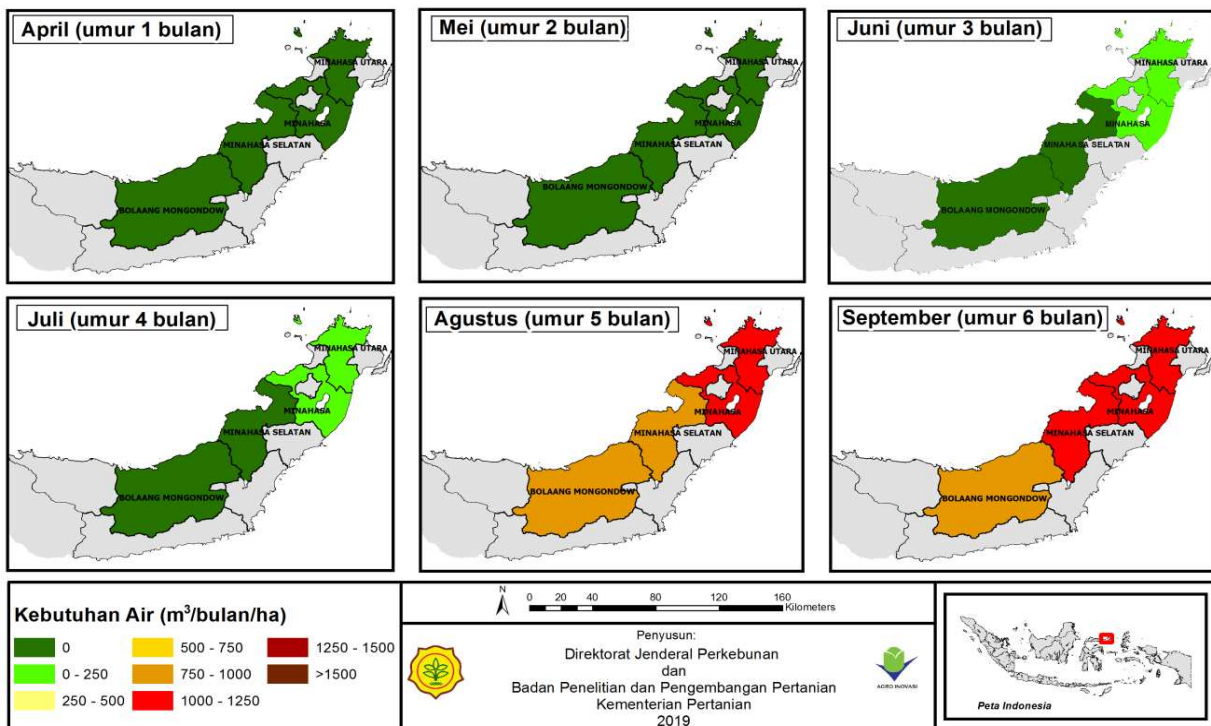 April (umur 1 bulan)
MINAHASA UTARA
MINAHASA
MINAHASA SELATAN
BOLAANG MONGONDOW
Mei (umur 2 bulan)
MINAHASA UTARA
MINAHASA
MINAHASA SELATAN
BOLAANG MONGONDOW
Juni (umur 3 bulan)
MINAHASA UTARA
MINAHASA
MINAHASA SELATAN
BOLAANG MONGONDOW
Juli (umur 4 bulan)
MINAHASA UTARA
MINAHASA
MINAHASA SELATAN
BOLAANG MONGONDOW
Agustus (umur 5 bulan)
MINAHASA UTARA
MINAHASA
MINAHASA SELATAN
BOLAANG MONGONDOW
September (umur 6 bulan)
MINAHASA UTARA
MINAHASA
MINAHASA SELATAN
BOLAANG MONGONDOW
Kebutuhan Air (m³/bulan/ha)
0
0 - 250
250 - 500
500 - 750
750 - 1000
1000 - 1250
1250 - 1500
>1500
N
0 20 40 80 120 160
Kilometers
Penyusun:
Direktorat Jenderal Perkebunan
dan
Badan Penelitian dan Pengembangan Pertanian
Kementerian Pertanian
2019
AGRO INOVASI
Peta Indonesia